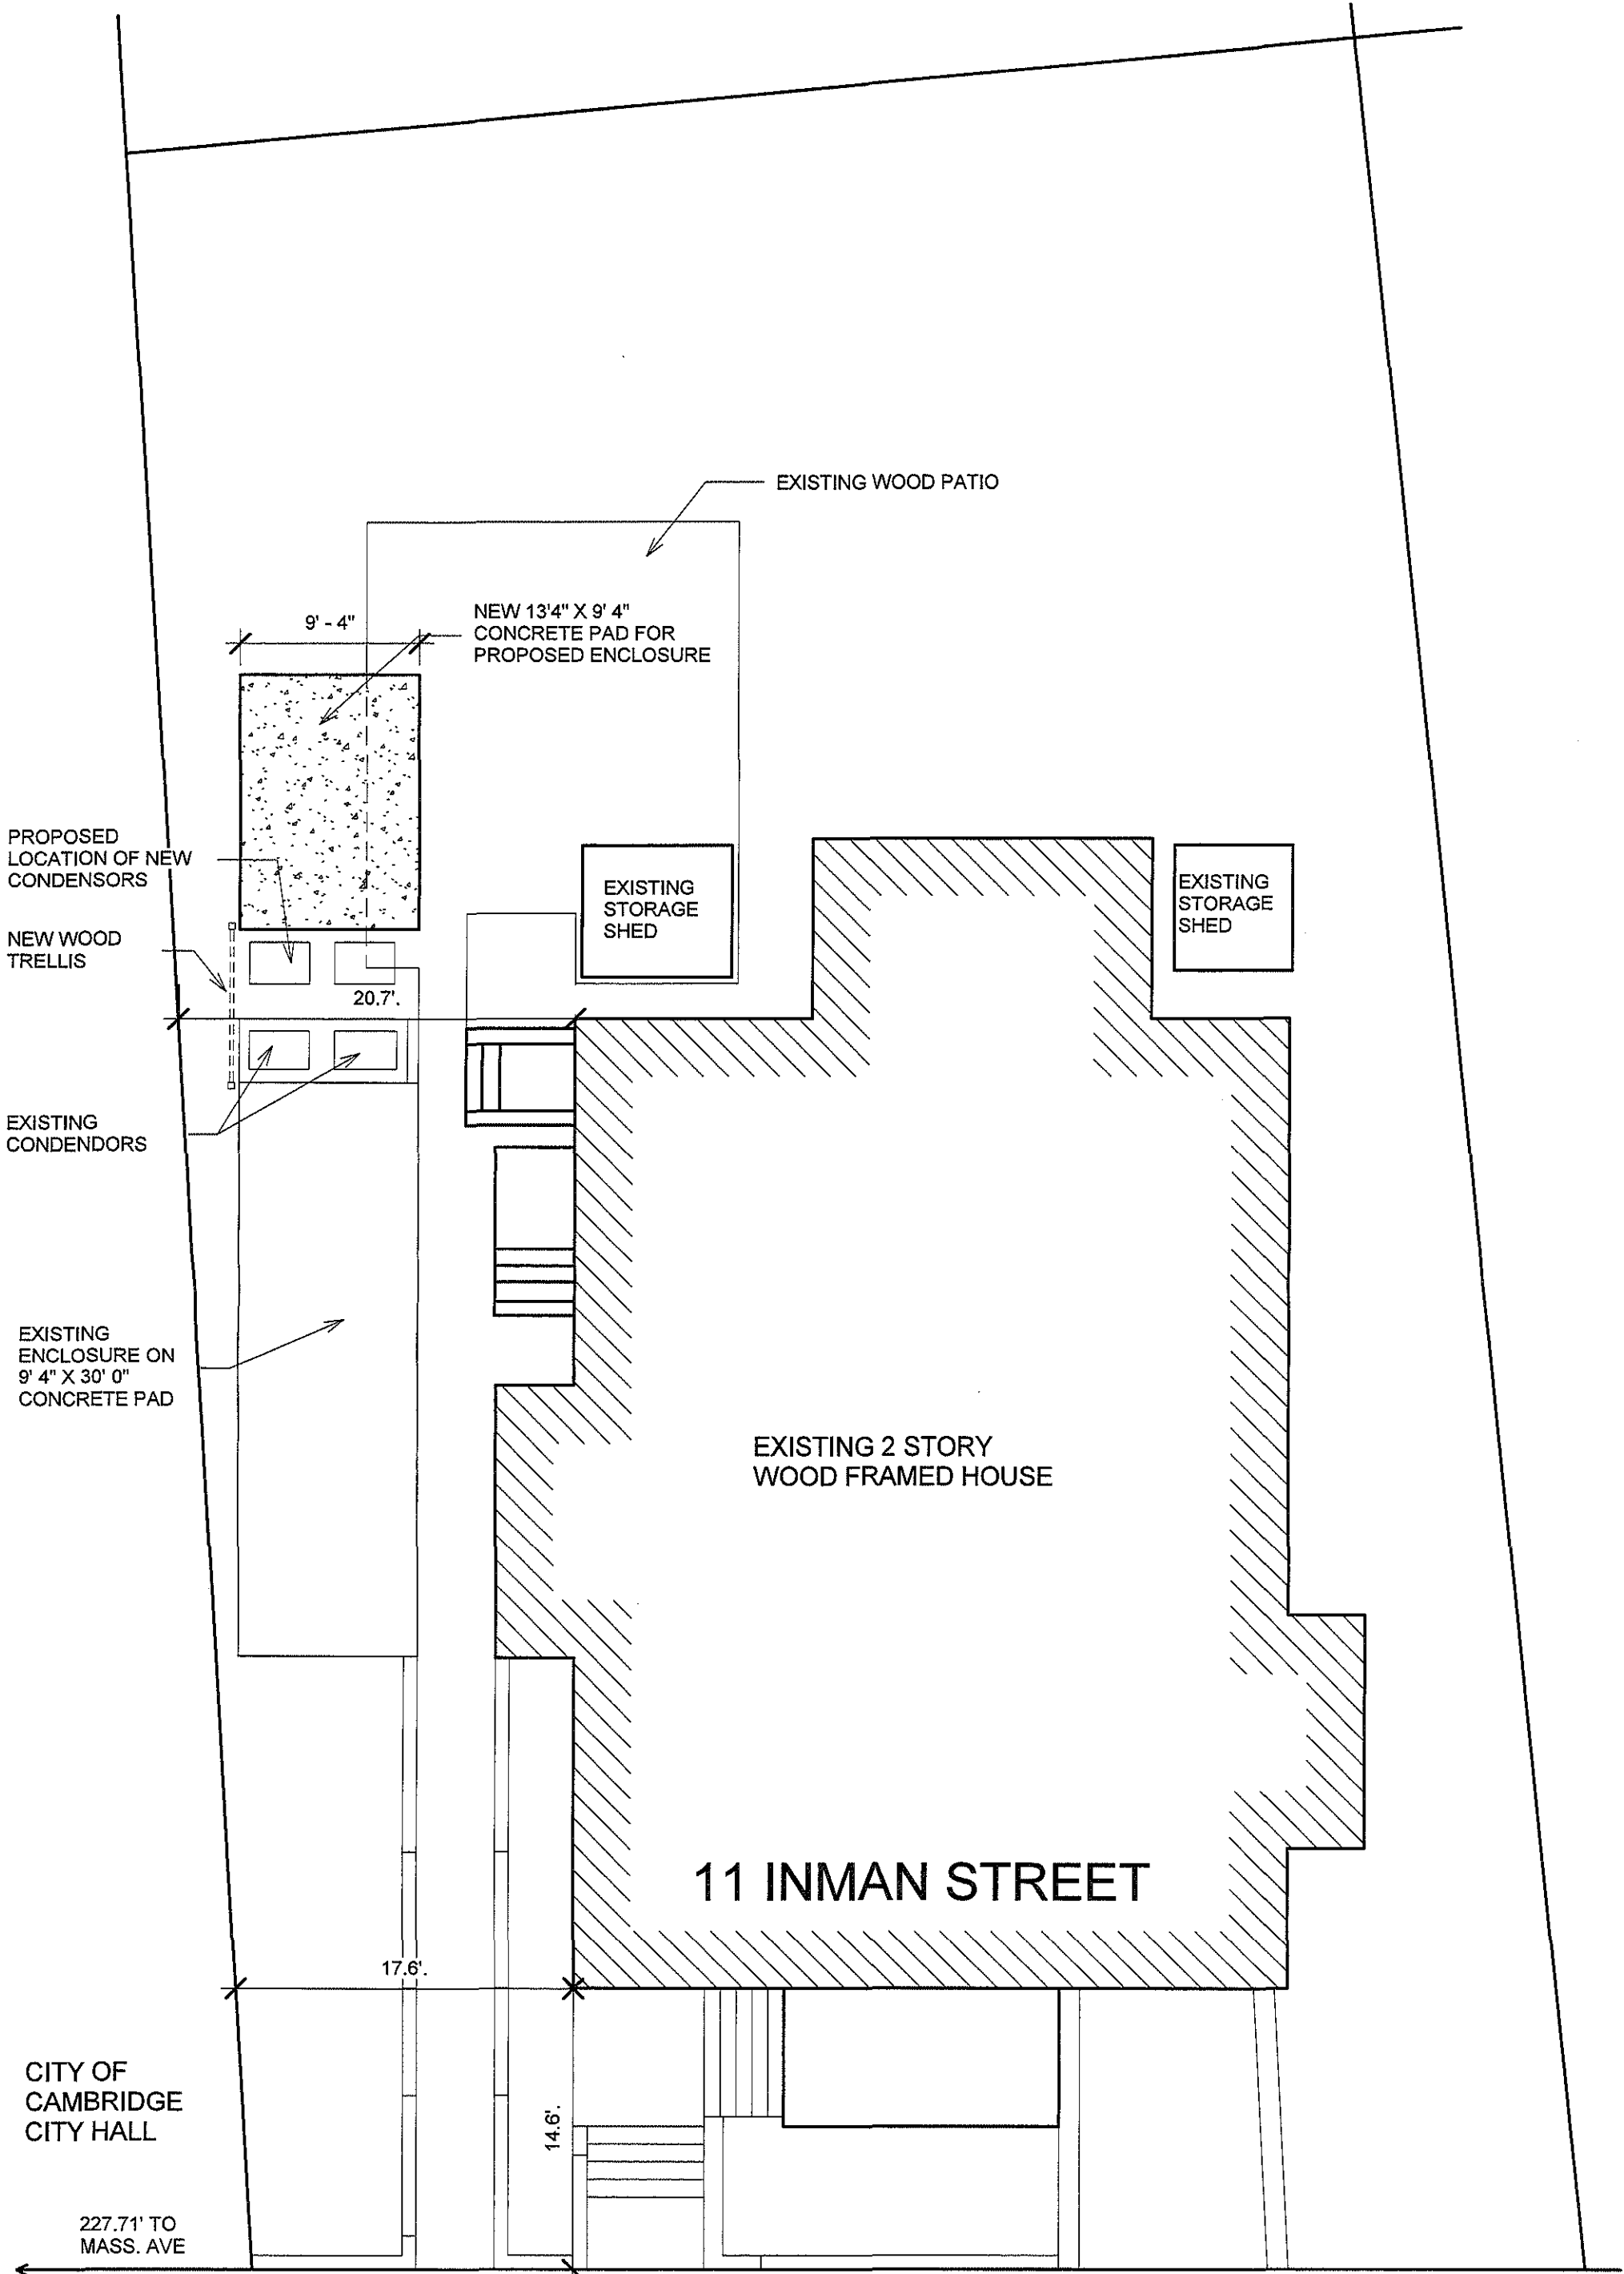 EXISTING WOOD PATIO
9' - 4"
NEW 13'4" X 9' 4"
CONCRETE PAD FOR
PROPOSED ENCLOSURE
PROPOSED
LOCATION OF NEW
CONDENSORS
EXISTING
STORAGE
SHED
EXISTING
STORAGE
SHED
NEW WOOD
TRELLIS
20.7'.
EXISTING
CONDENDORS
EXISTING
ENCLOSURE ON
9' 4" X 30' 0"
CONCRETE PAD
EXISTING 2 STORY
WOOD FRAMED HOUSE
11 INMAN STREET
17.6'.
CITY OF
CAMBRIDGE
CITY HALL
14.6'.
227.71' TO
MASS. AVE